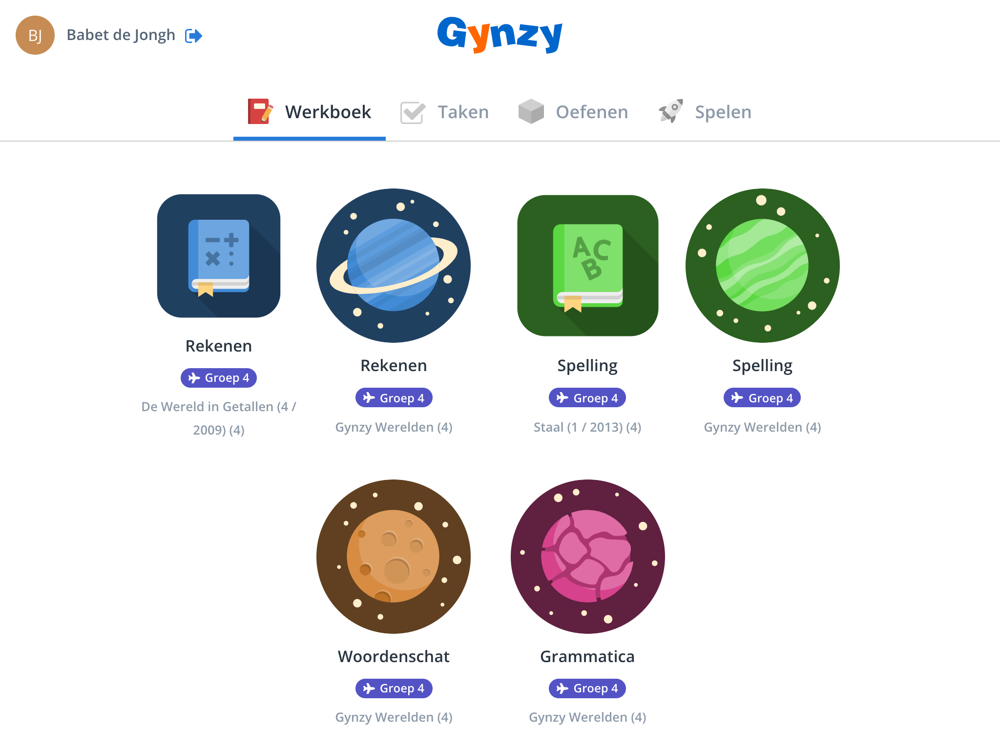 BJ
Babet de Jongh
Gynzy
Werkboek
Taken
Oefenen
Spelen
Rekenen
Groep 4
De Wereld in Getallen (4 /
2009) (4)
Rekenen
Groep 4
Gynzy Werelden (4)
A C
B
Spelling
Groep 4
Staal (1 / 2013) (4)
Spelling
Groep 4
Gynzy Werelden (4)
Woordenschat
Groep 4
Gynzy Werelden (4)
Grammatica
Groep 4
Gynzy Werelden (4)